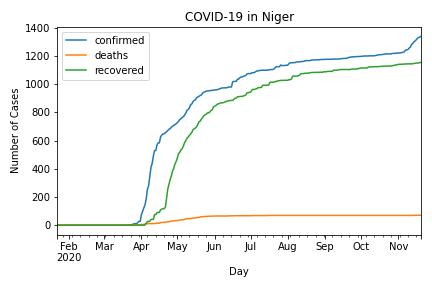 COVID-19 in Niger
confirmed
deaths
recovered
Number of Cases
1400
1200
1000
800
600
400
200
0
Feb Mar Apr May Jun Jul Aug Sep Oct Nov
2020
Day